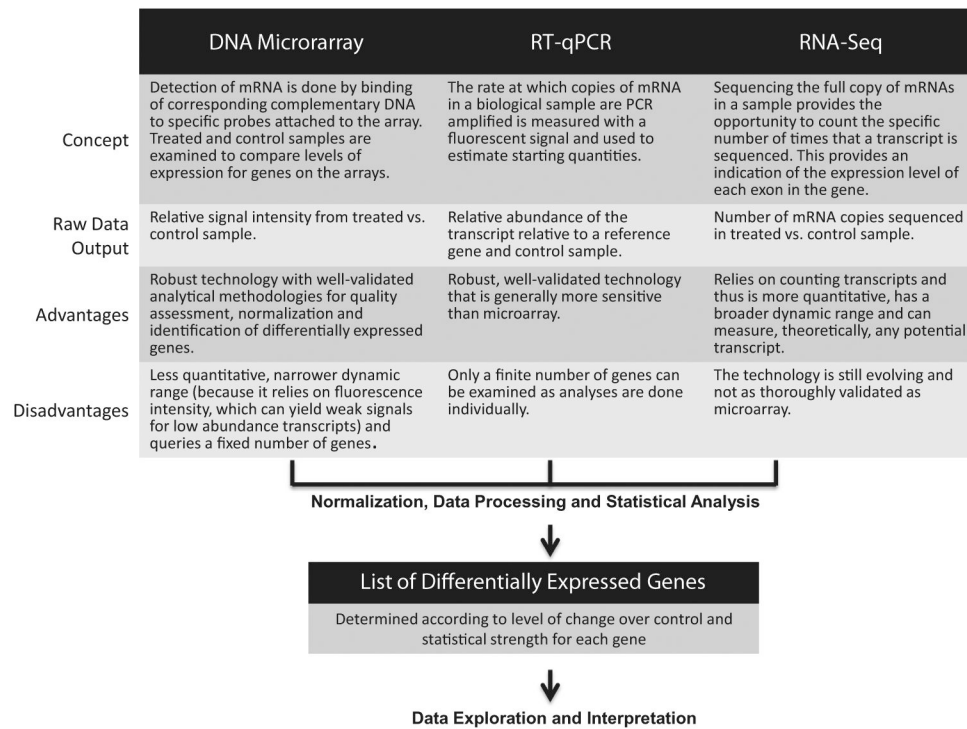 DNA Microrarray
RT-qPCR
RNA-Seq
Concept
Detection of mRNA is done by binding
of corresponding complementary DNA
to specific probes attached to the array.
Treated and control samples are
examined to compare levels of
expression for genes on the arrays.
The rate at which copies of mRNA
in a biological sample are PCR
amplified is measured with a
fluorescent signal and used to
estimate starting quantities.
Sequencing the full copy of mRNAs
in a sample provides the
opportunity to count the specific
number of times that a transcript is
sequenced. This provides an
indication of the expression level of
each exon in the gene.
Raw Data
Output
Relative signal intensity from treated vs.
control sample.
Relative abundance of the
transcript relative to a reference
gene and control sample.
Number of mRNA copies sequenced
in treated vs. control sample.
Advantages
Robust technology with well-validated
analytical methodologies for quality
assessment, normalization and
identification of differentially expressed
genes.
Robust, well-validated technology
that is generally more sensitive
than microarray.
Relies on counting transcripts and
thus is more quantitative, has a
broader dynamic range and can
measure, theoretically, any potential
transcript.
Disadvantages
Less quantitative, narrower dynamic
range (because it relies on fluorescence
intensity, which can yield weak signals
for low abundance transcripts) and
queries a fixed number of genes.
Only a finite number of genes can
be examined as analyses are done
individually.
The technology is still evolving and
not as thoroughly validated as
microarray.
Normalization, Data Processing and Statistical Analysis
List of Differentially Expressed Genes
Determined according to level of change over control and
statistical strength for each gene
Data Exploration and Interpretation